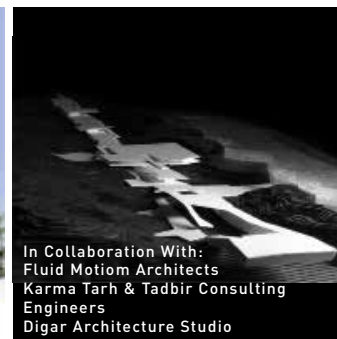 In Collaboration With:
Fluid Motiom Architects
Karma Tarh & Tadbir Consulting
Engineers
Digar Architecture Studio